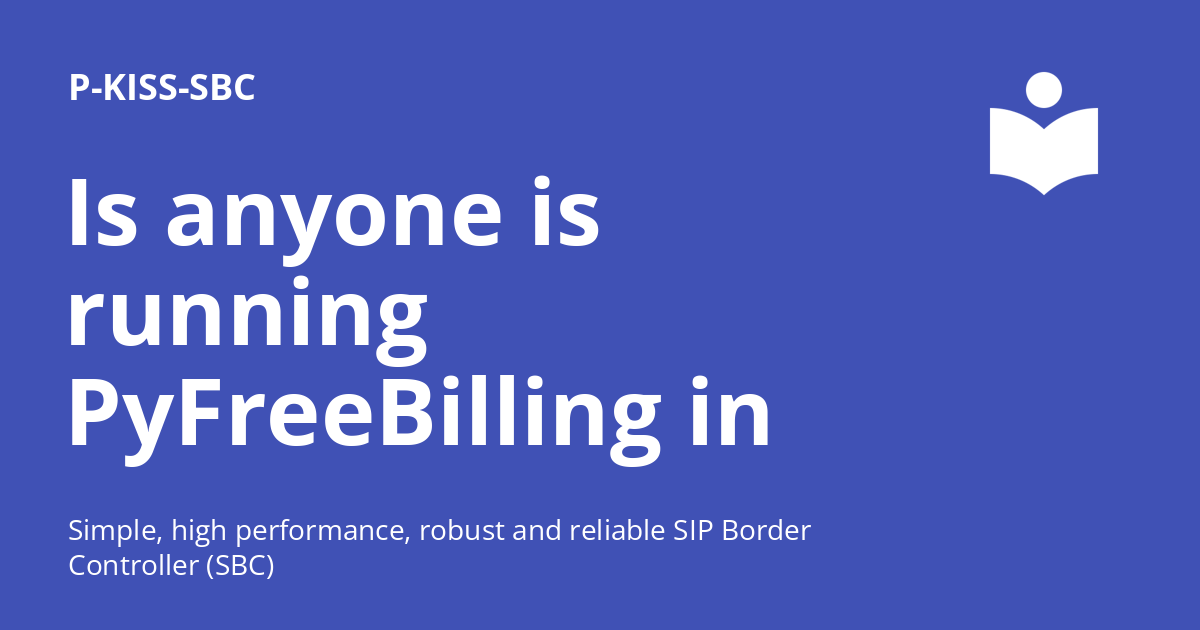 P-KISS-SBC
Is anyone is
running
PyFreeBilling in
Simple, high performance, robust and reliable SIP Border
Controller (SBC)